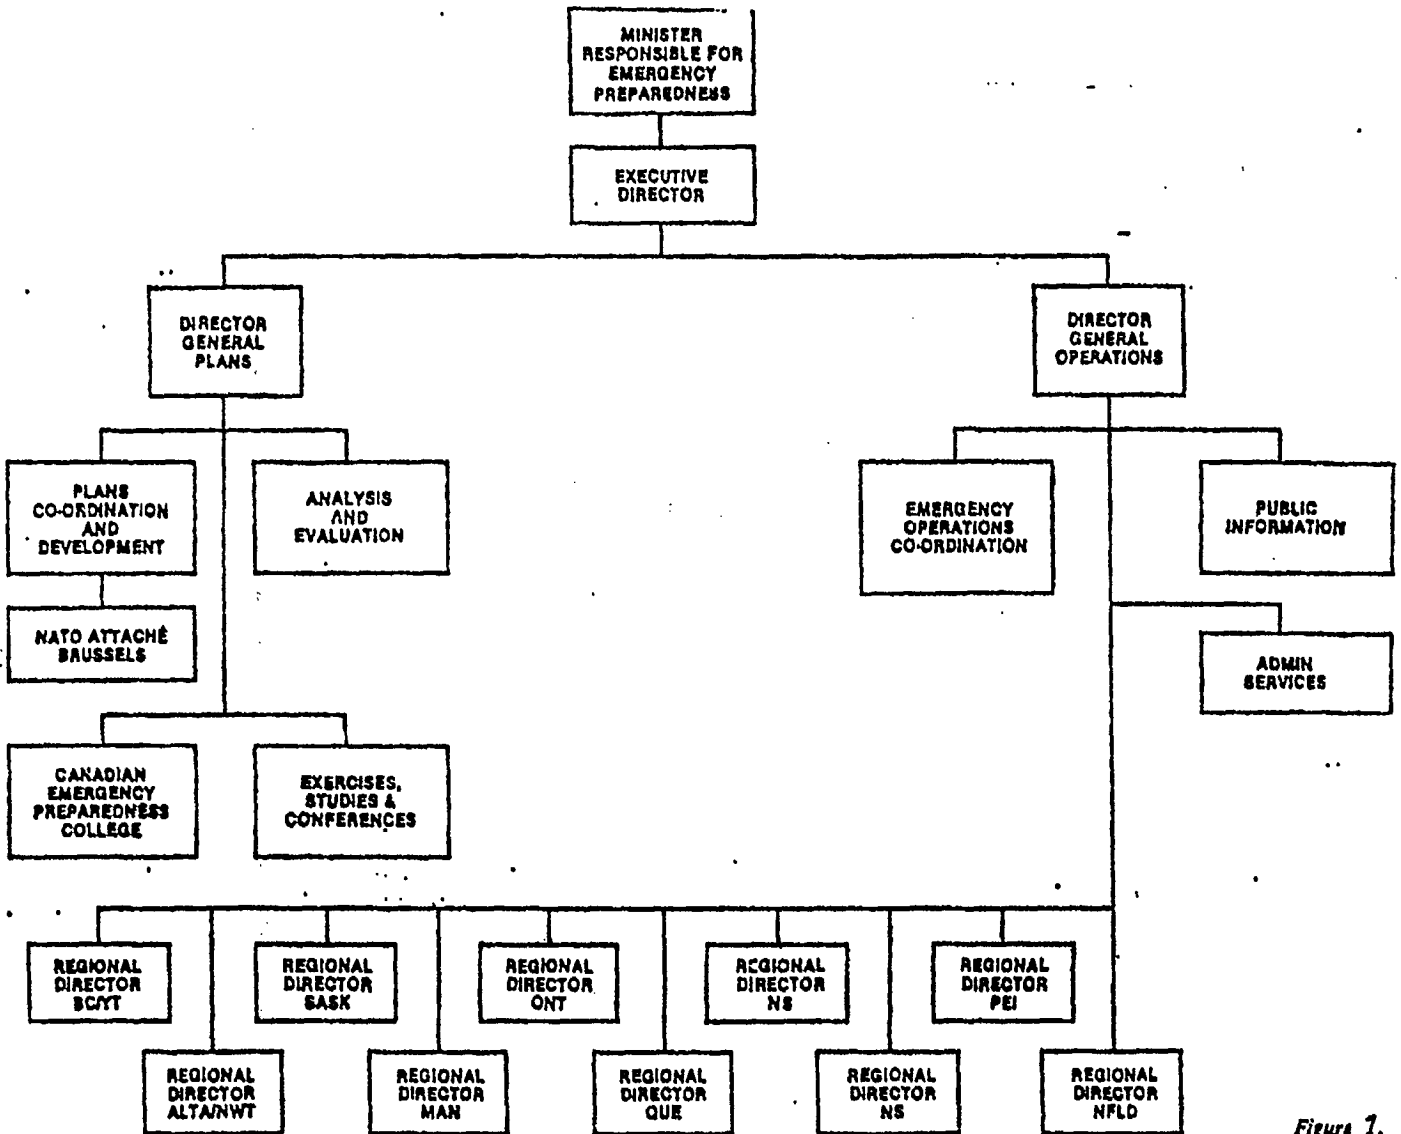 MINISTER
RESPONSIBLE FOR
EMERGENCY
PREPAREDNESS
EXECUTIVE
DIRECTOR
DIRECTOR
GENERAL
PLANS
DIRECTOR
GENERAL
OPERATIONS
PLANS
CO-ORDINATION
AND
DEVELOPMENT
ANALYSIS
AND
EVALUATION
EMERGENCY
OPERATIONS
CO-ORDINATION
PUBLIC
INFORMATION
NATO ATTACHÉ
BRUSSELS
ADMIN
SERVICES
CANADIAN
EMERGENCY
PREPAREDNESS
COLLEGE
EXERCISES,
STUDIES &
CONFERENCES
REGIONAL
DIRECTOR
BC/YT
REGIONAL
DIRECTOR
SASK
REGIONAL
DIRECTOR
ONT
REGIONAL
DIRECTOR
NS
REGIONAL
DIRECTOR
PEI
REGIONAL
DIRECTOR
ALTA/NWT
REGIONAL
DIRECTOR
MAN
REGIONAL
DIRECTOR
QUE
REGIONAL
DIRECTOR
NS
REGIONAL
DIRECTOR
NFLD
Figure 1.